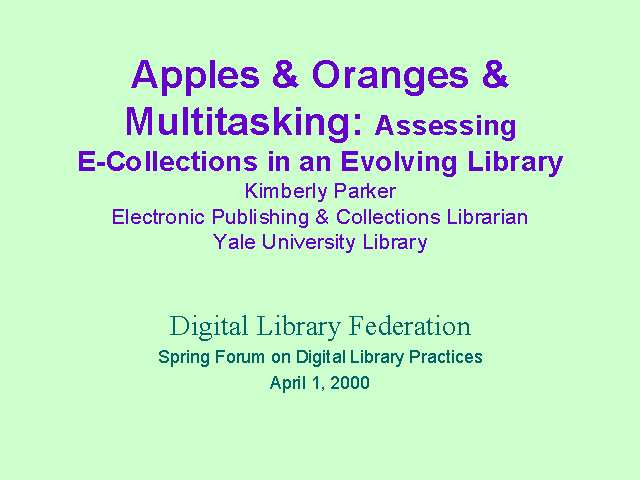 Apples & Oranges &
Multitasking: Assessing
E-Collections in an Evolving Library
Kimberly Parker
Electronic Publishing & Collections Librarian
Yale University Library
Digital Library Federation
Spring Forum on Digital Library Practices
April 1, 2000